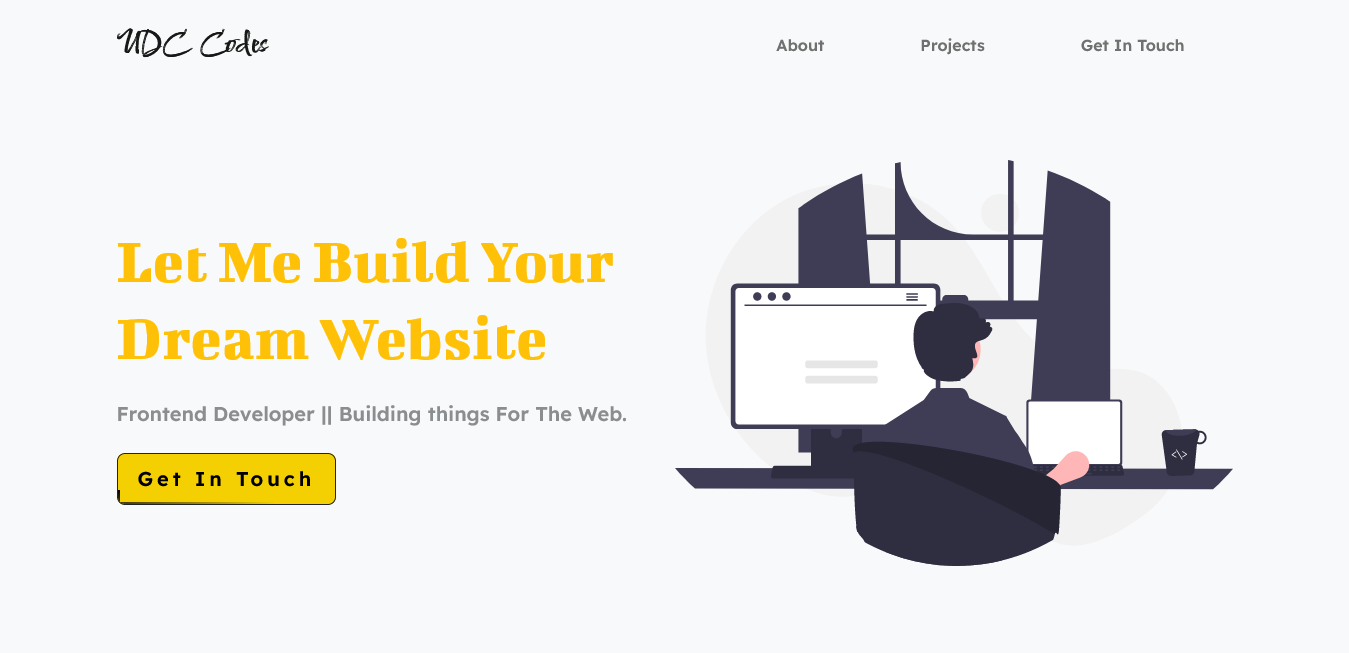 UDC Codes
About
Projects
Get In Touch
Let Me Build Your
Dream Website
Frontend Developer || Building things For The Web.
Get In Touch
<\>